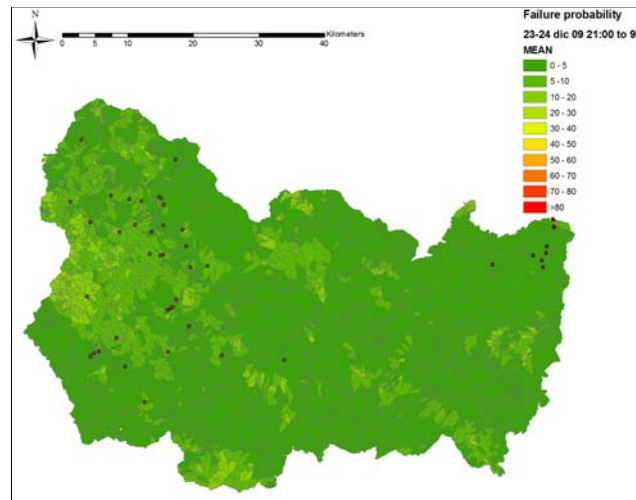 N
Kilometers
0 5 10 20 30 40
Failure probability
23-24 dic 09 21:00 to 9
MEAN
0 - 5
5 -10
10 - 20
20 - 30
30 - 40
40 - 50
50 - 60
60 - 70
70 - 80
>80